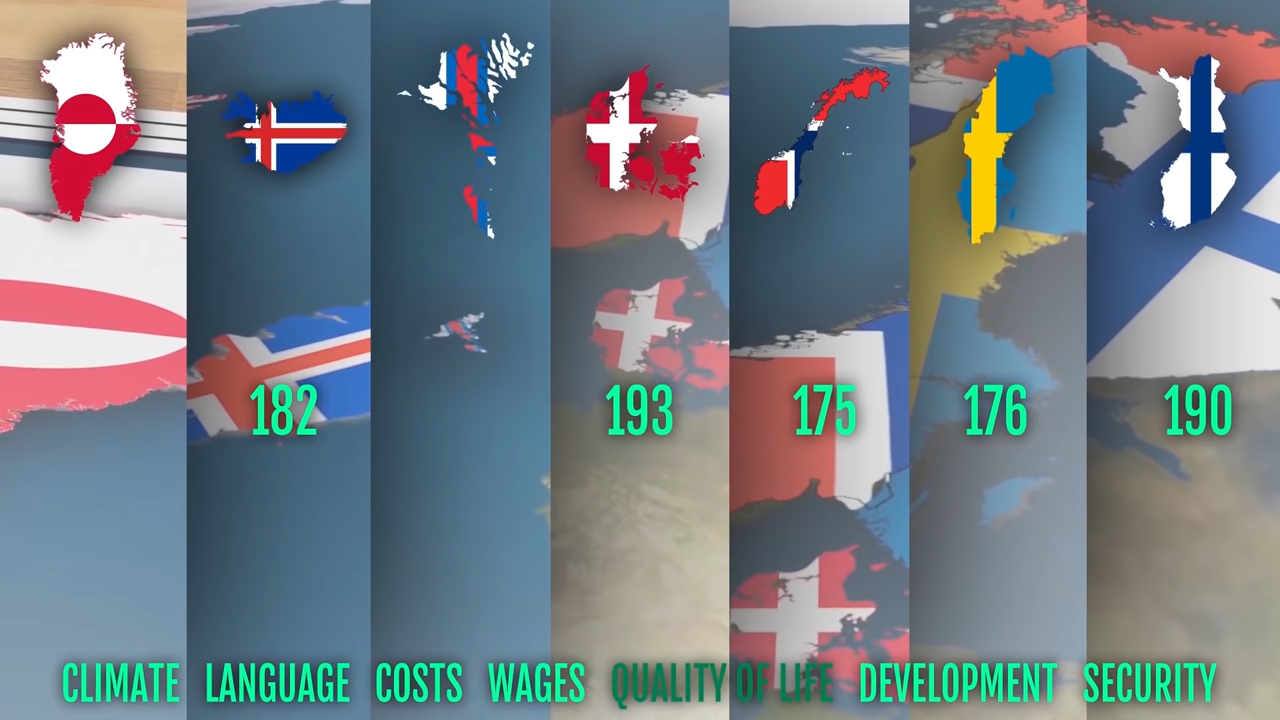 182 193 175 176 190
CLIMATE LANGUAGE COSTS WAGES QUALITY OF LIFE DEVELOPMENT SECURITY